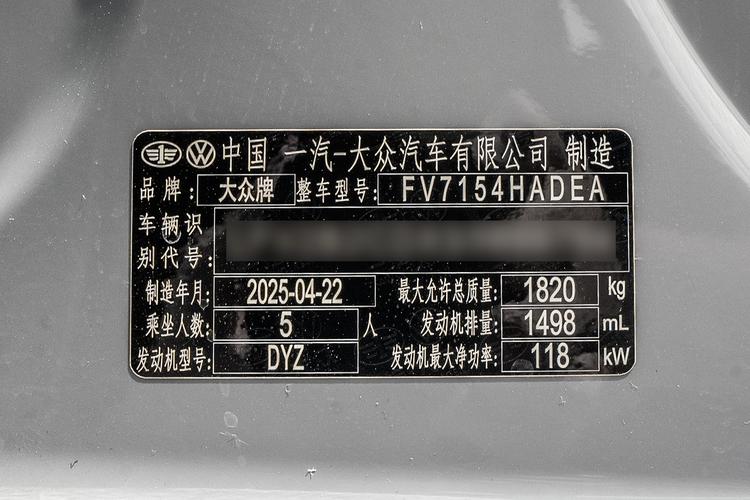 中国 一汽-大众汽车有限公司 制造
品牌: 大众牌 整车型号: FV7154HADEA
车辆识
别代号:
制造年月: 2025-04-22 最大允许总质量: 1820 kg
乘坐人数: 5 人 发动机排量: 1498 mL
发动机型号: DYZ 发动机最大净功率: 118 kW